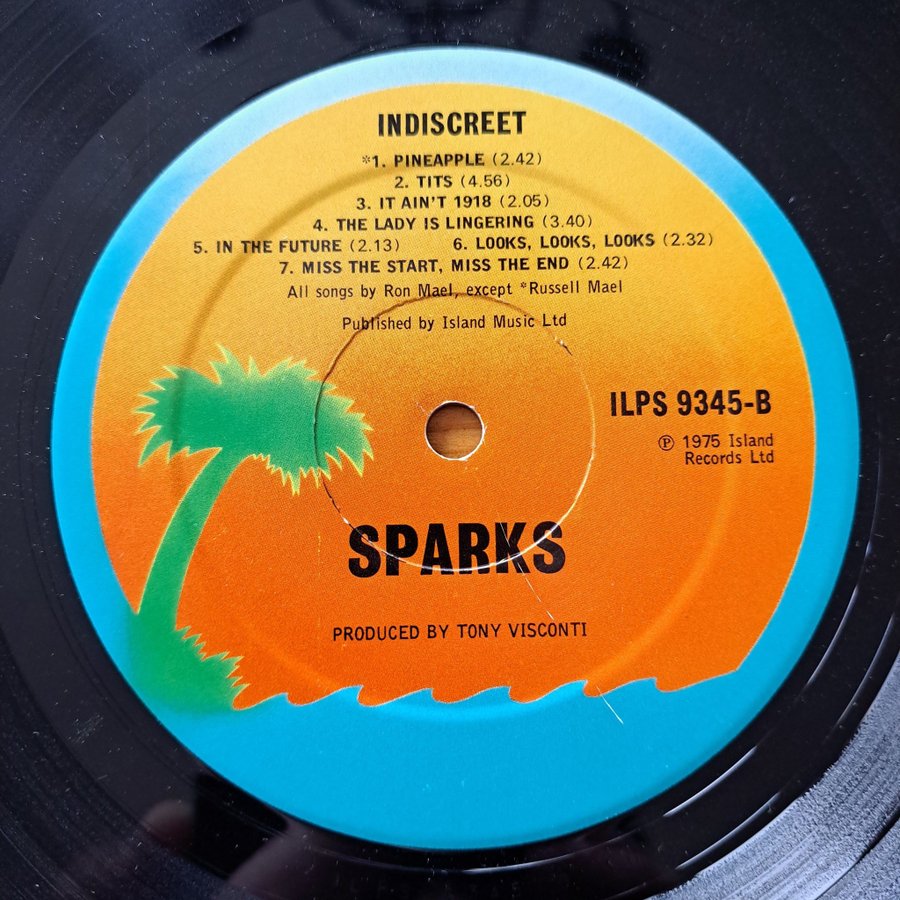 INDISCREET
*1. PINEAPPLE (2.42)
2. TITS (4.56)
3. IT AIN'T 1918 (2.05)
4. THE LADY IS LINGERING (3.40)
5. IN THE FUTURE (2.13) 6. LOOKS, LOOKS, LOOKS (2.32)
7. MISS THE START, MISS THE END (2.42)
All songs by Ron Mael, except *Russell Mael
Published by Island Music Ltd
ILPS 9345-B
℗ 1975 Island
Records Ltd
SPARKS
PRODUCED BY TONY VISCONTI